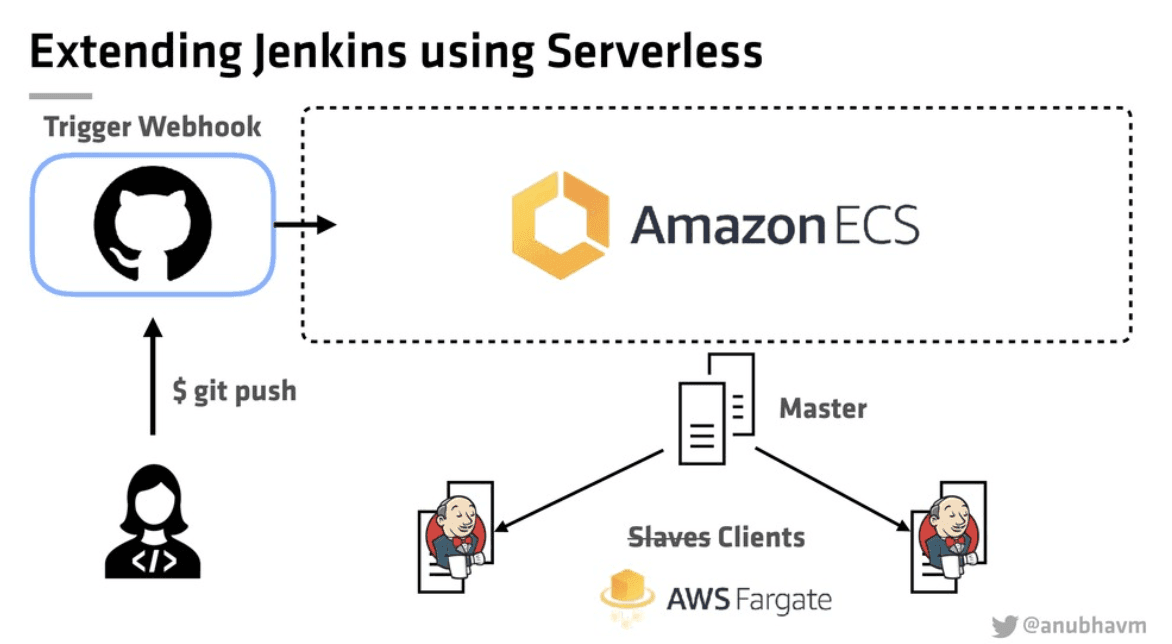 Extending Jenkins using Serverless
Trigger Webhook
Amazon ECS
$ git push
Master
</>
Slaves Clients
AWS Fargate
@anubhavm